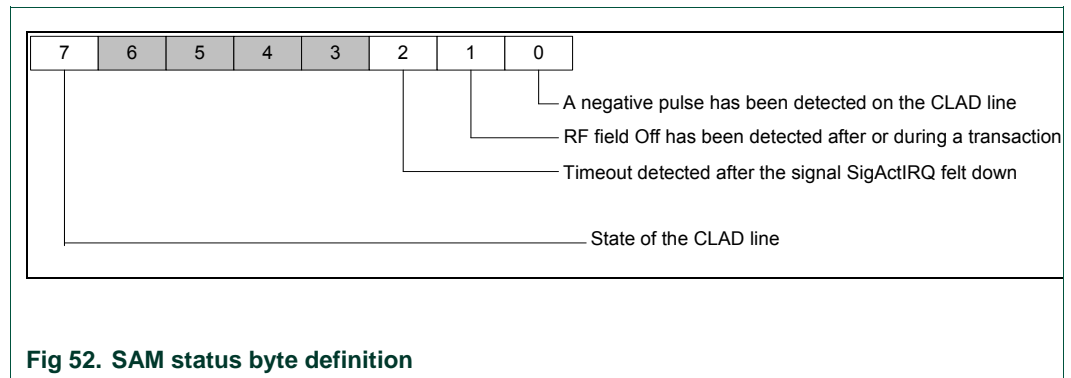 7 6 5 4 3 2 1 0
A negative pulse has been detected on the CLAD line
RF field Off has been detected after or during a transaction
Timeout detected after the signal SigActIRQ felt down
State of the CLAD line
Fig 52. SAM status byte definition